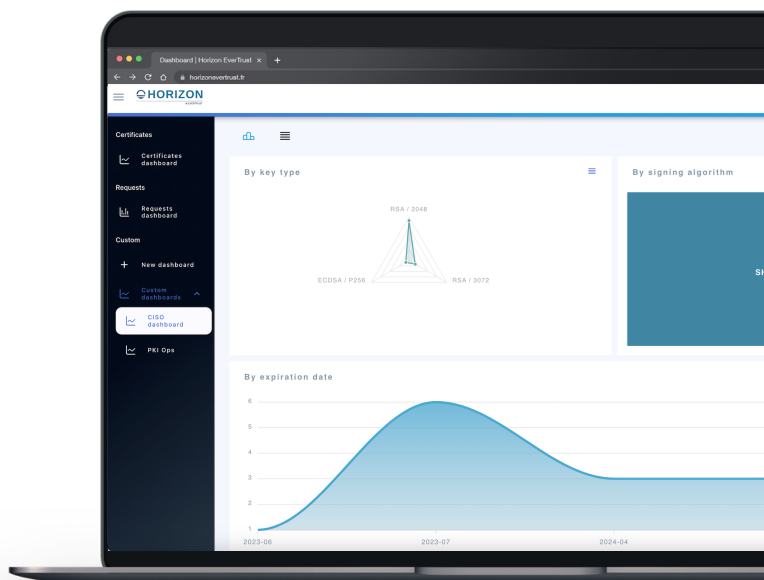 Dashboard | Horizon EverTrust × +
horizonevertrust.fr
HORIZON
Certificates
Certificates
dashboard
Requests
Requests
dashboard
Custom
New dashboard
Custom
dashboards
CISO
dashboard
PKI Ops
By key type
RSA / 2048
ECDSA / P256
RSA / 3072
By signing algorithm
By expiration date
6
5
4
3
2
1
2023-06
2023-07
2024-04